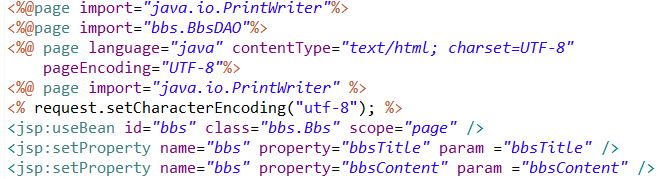 <%@page import="java.io.PrintWriter"%>
<%@page import="bbs.BbsDAO"%>
<%@ page language="java" contentType="text/html; charset=UTF-8"
pageEncoding="UTF-8"%>
<%@ page import="java.io.PrintWriter" %>
<% request.setCharacterEncoding("utf-8"); %>
<jsp:useBean id="bbs" class="bbs.Bbs" scope="page" />
<jsp:setProperty name="bbs" property="bbsTitle" param ="bbsTitle" />
<jsp:setProperty name="bbs" property="bbsContent" param ="bbsContent" />